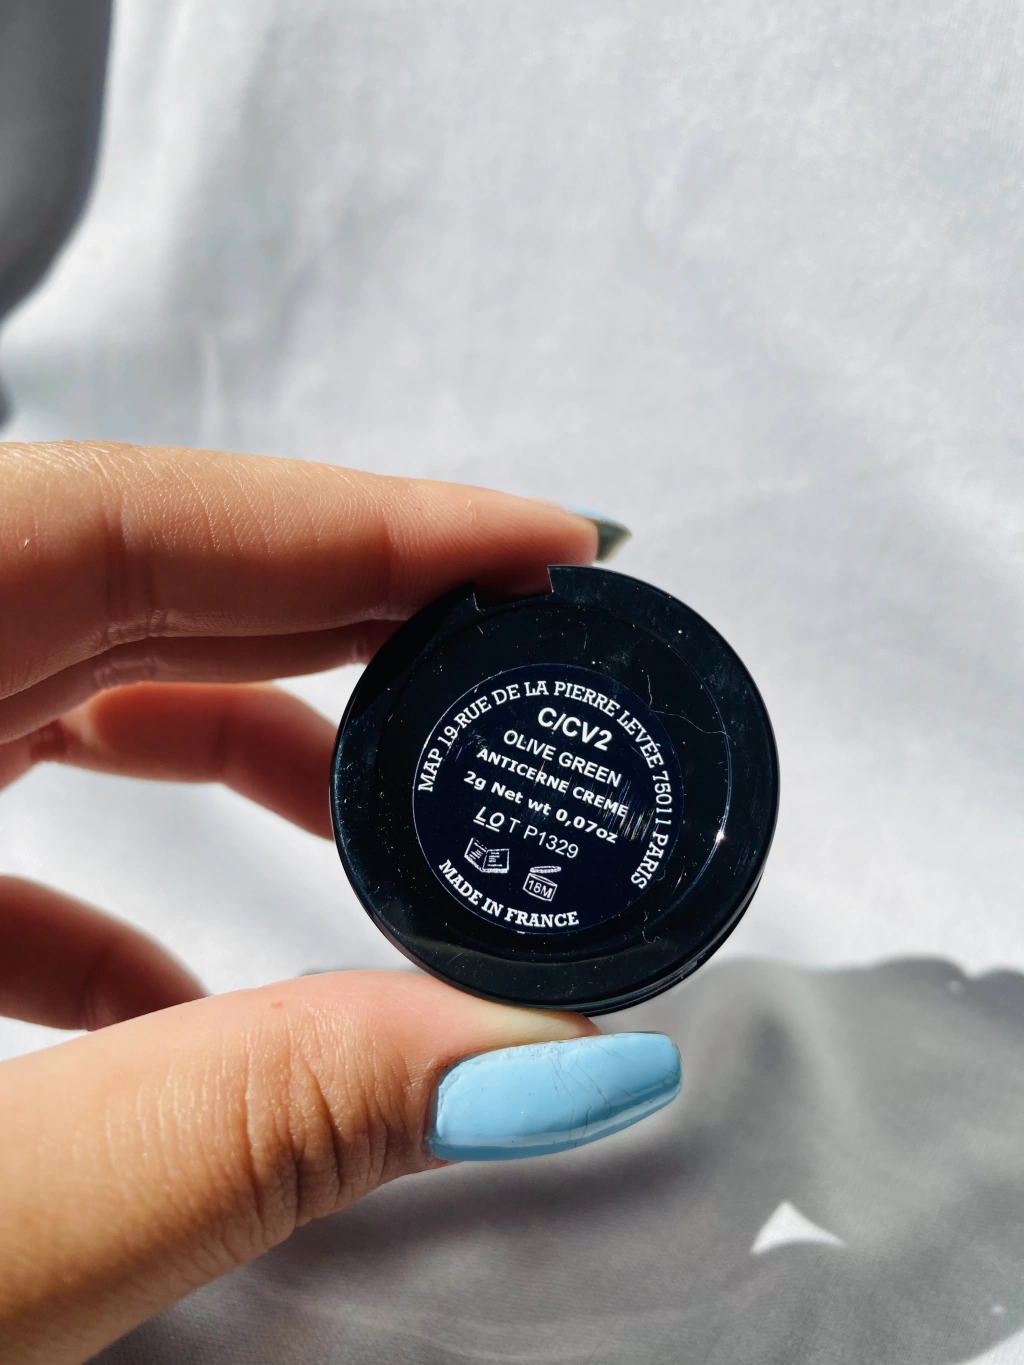 MAP 19 RUE DE LA PIERRE LEVÉE 75011 PARIS
C/CV2
OLIVE GREEN
ANTICERNE CREME
2g Net wt 0,07oz
LOT P1329
18M
MADE IN FRANCE